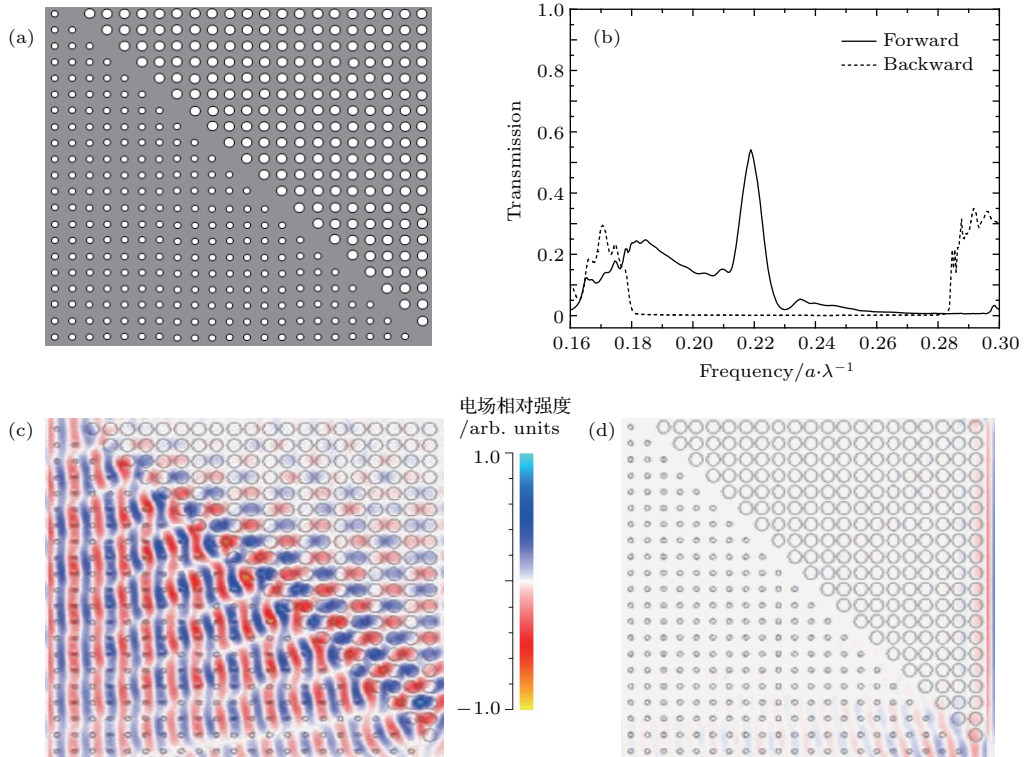 (a)
(b)
1.0
0.8
0.6
0.4
0.2
0
Transmission
Forward
Backward
0.16 0.18 0.20 0.22 0.24 0.26 0.28 0.30
Frequency/a·λ⁻¹
(c)
电场相对强度
/arb. units
1.0
−1.0
(d)